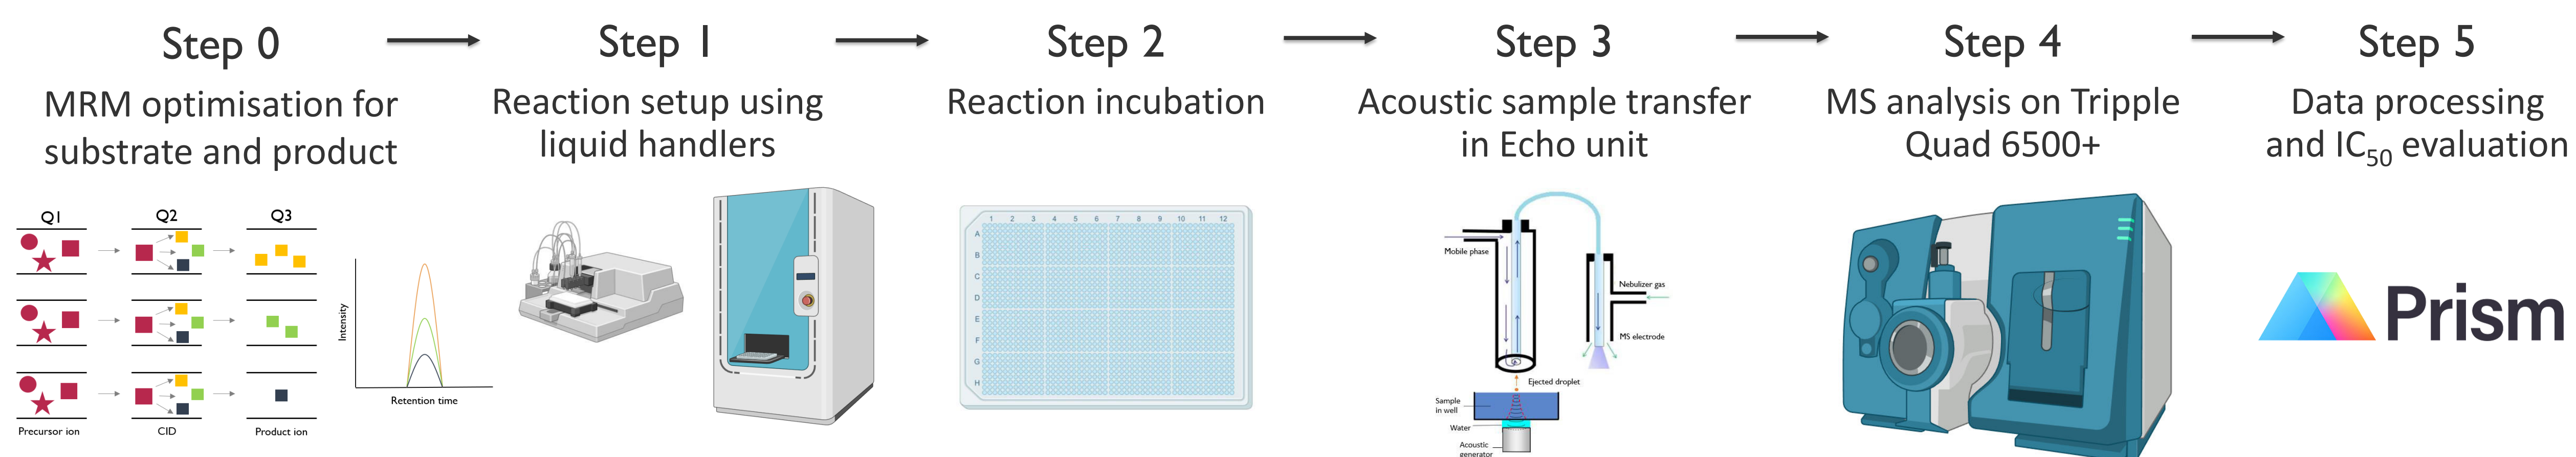 Step 0
MRM optimisation for
substrate and product
Q1
Q2
Q3
Precursor ion
CID
Product ion
Intensity
Retention time
Step 1
Reaction setup using
liquid handlers
Step 2
Reaction incubation
1 2 3 4 5 6 7 8 9 10 11 12
A
B
C
D
E
F
G
H
Step 3
Acoustic sample transfer
in Echo unit
Mobile phase
Nebulizer gas
MS electrode
Ejected droplet
Sample
in well
Water
Acoustic
generator
Step 4
MS analysis on Tripple
Quad 6500+
Step 5
Data processing
and IC50 evaluation
Prism